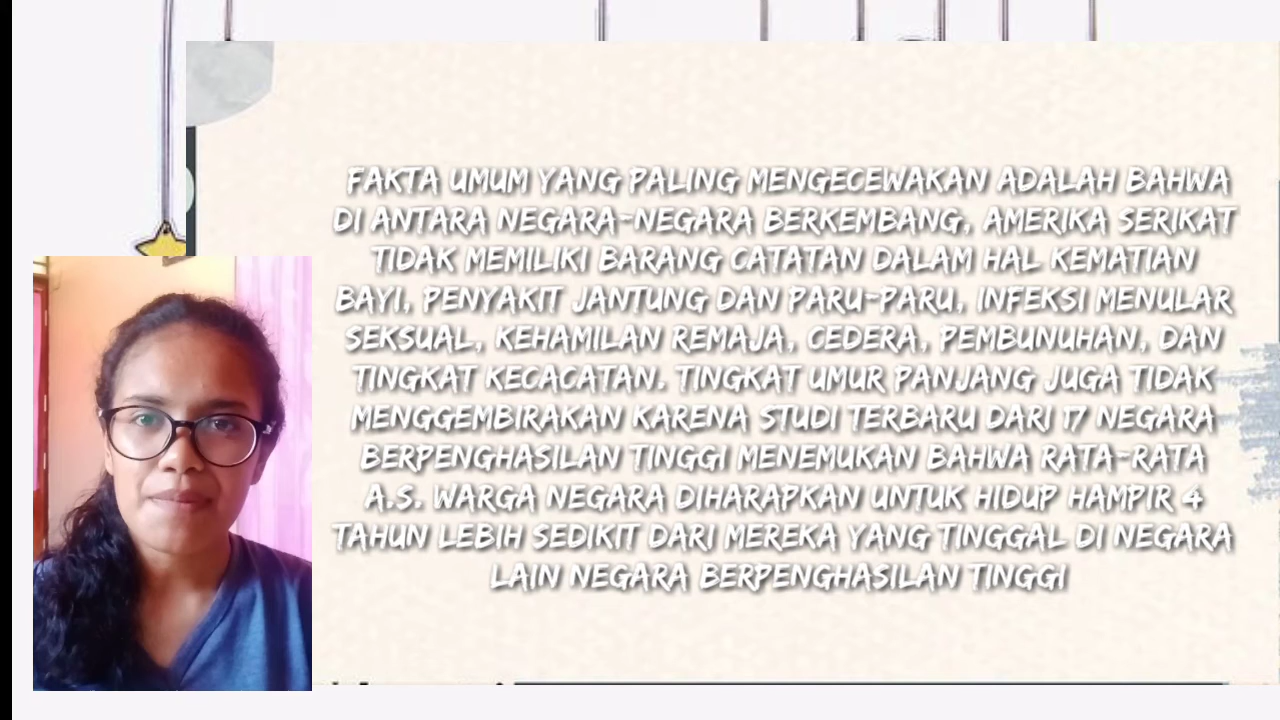 FAKTA UMUM YANG PALING MENGECEWAKAN ADALAH BAHWA
DI ANTARA NEGARA-NEGARA BERKEMBANG, AMERIKA SERIKAT
TIDAK MEMILIKI BARANG CATATAN DALAM HAL KEMATIAN
BAYI, PENYAKIT JANTUNG DAN PARU-PARU, INFEKSI MENULAR
SEKSUAL, KEHAMILAN REMAJA, CEDERA, PEMBUNUHAN, DAN
TINGKAT KECACATAN. TINGKAT UMUR PANJANG JUGA TIDAK
MENGGEMBIRAKAN KARENA STUDI TERBARU DARI 17 NEGARA
BERPENGHASILAN TINGGI MENEMUKAN BAHWA RATA-RATA
A.S. WARGA NEGARA DIHARAPKAN UNTUK HIDUP HAMPIR 4
TAHUN LEBIH SEDIKIT DARI MEREKA YANG TINGGAL DI NEGARA
LAIN NEGARA BERPENGHASILAN TINGGI